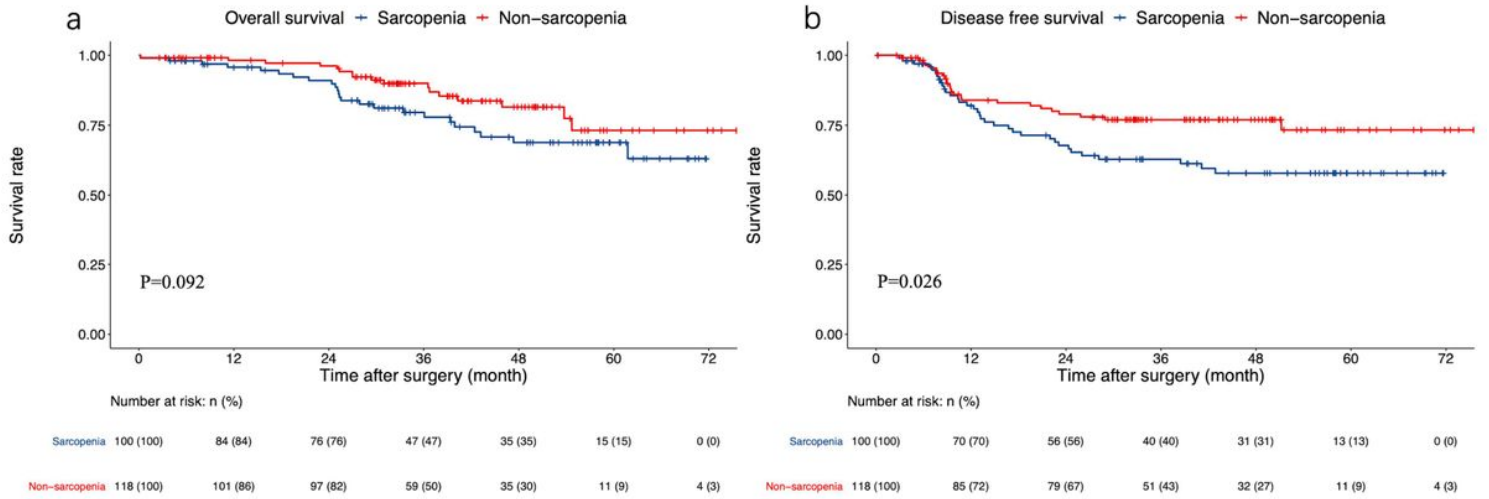 a
Overall survival Sarcopenia Non-sarcopenia
1.00
0.75
0.50
0.25
0.00
Survival rate
P=0.092
0 12 24 36 48 60 72
Time after surgery (month)
Number at risk: n (%)
Sarcopenia 100 (100) 84 (84) 76 (76) 47 (47) 35 (35) 15 (15) 0 (0)
Non-sarcopenia 118 (100) 101 (86) 97 (82) 59 (50) 35 (30) 11 (9) 4 (3)
b
Disease free survival Sarcopenia Non-sarcopenia
1.00
0.75
0.50
0.25
0.00
Survival rate
P=0.026
0 12 24 36 48 60 72
Time after surgery (month)
Number at risk: n (%)
Sarcopenia 100 (100) 70 (70) 56 (56) 40 (40) 31 (31) 13 (13) 0 (0)
Non-sarcopenia 118 (100) 85 (72) 79 (67) 51 (43) 32 (27) 11 (9) 4 (3)